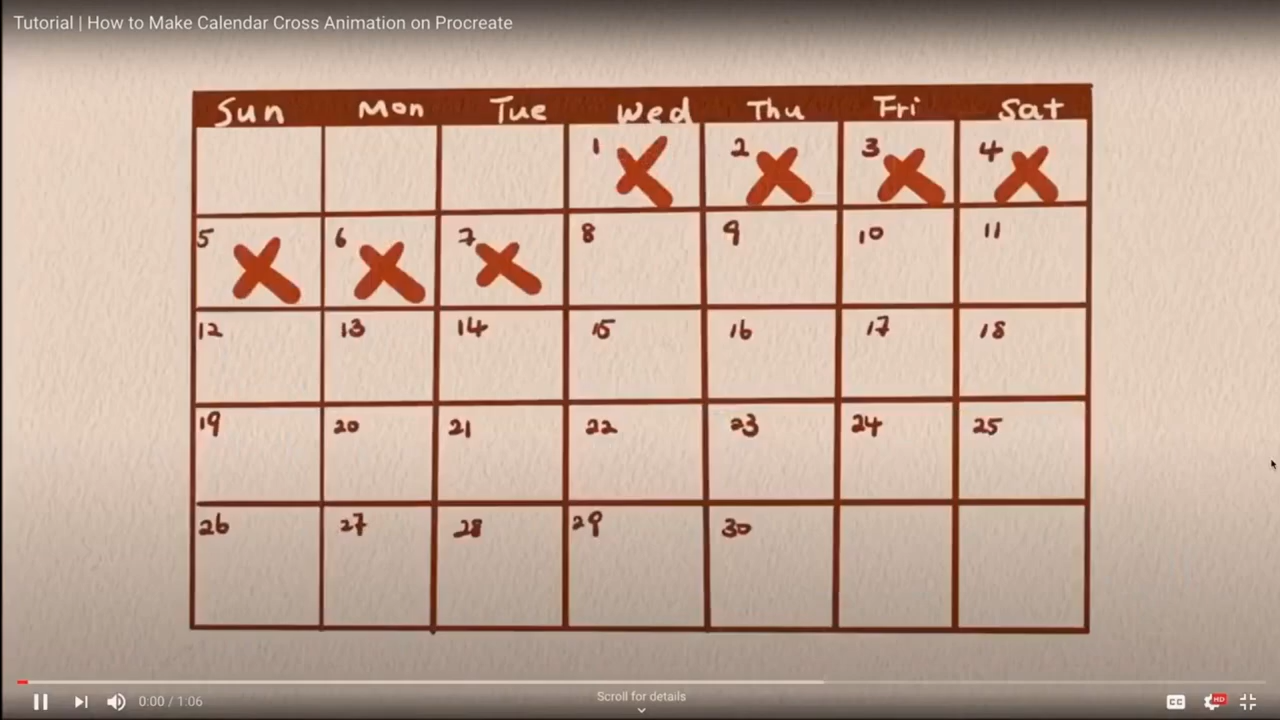 Tutorial | How to Make Calendar Cross Animation on Procreate
Sun Mon Tue Wed Thu Fri Sat
1 2 3 4
5 6 7 8 9 10 11
12 13 14 15 16 17 18
19 20 21 22 23 24 25
26 27 28 29 30
Scroll for details
0:00 / 1:06
CC
HD